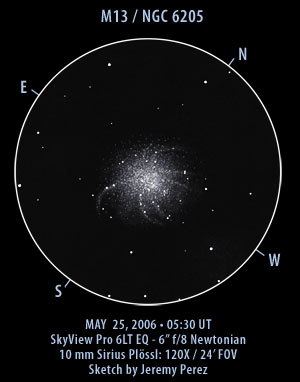 M13 / NGC 6205
N
E
W
S
MAY 25, 2006 • 05:30 UT
SkyView Pro 6LT EQ - 6" f/8 Newtonian
10 mm Sirius Plössl: 120X / 24' FOV
Sketch by Jeremy Perez